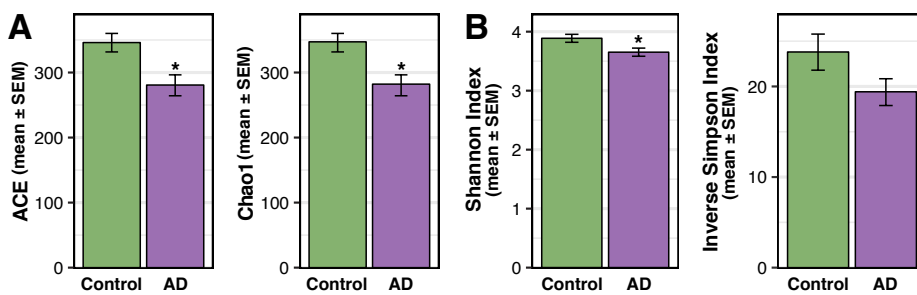 A
ACE (mean ± SEM)
300
200
100
0
*
Control AD
Chao1 (mean ± SEM)
300
200
100
0
*
Control AD
B
Shannon Index
(mean ± SEM)
4
3
2
1
0
*
Control AD
Inverse Simpson Index
(mean ± SEM)
20
10
0
Control AD